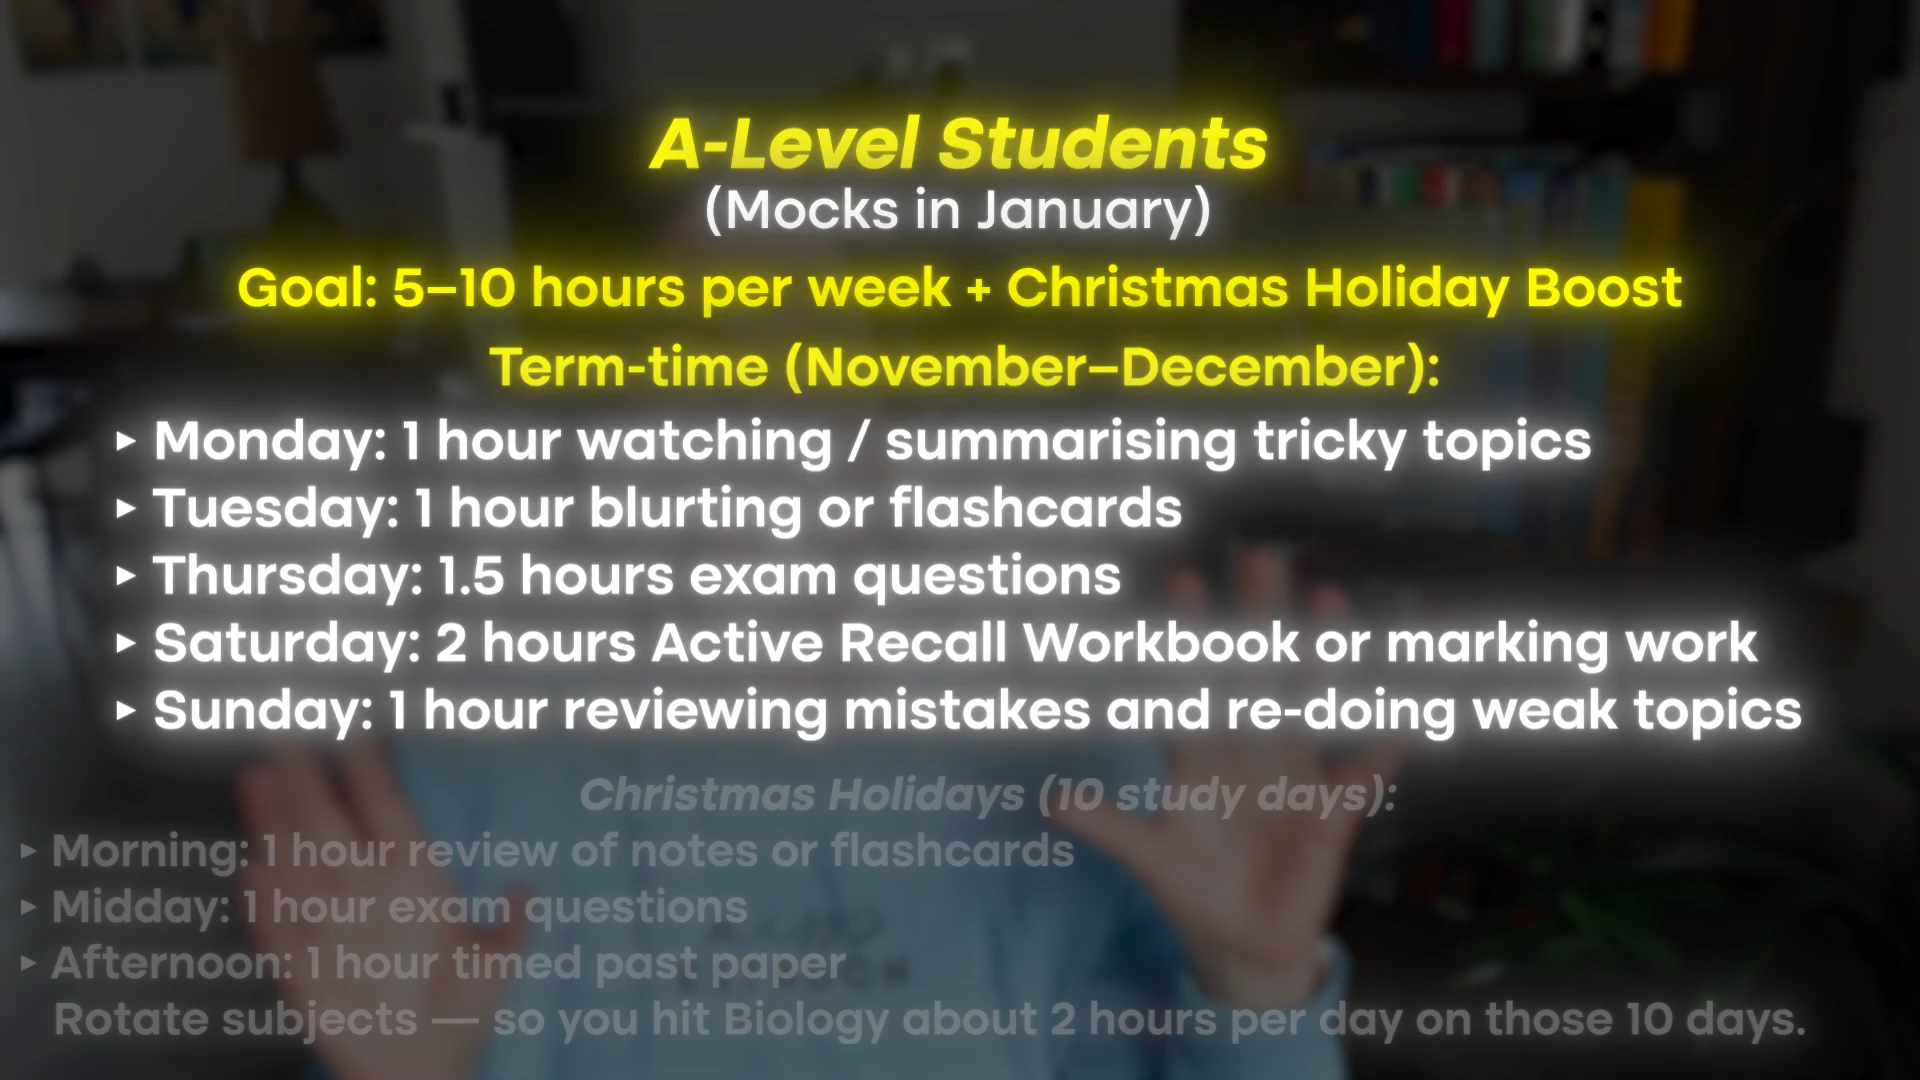 A-Level Students
(Mocks in January)
Goal: 5–10 hours per week + Christmas Holiday Boost
Term-time (November–December):
▸ Monday: 1 hour watching / summarising tricky topics
▸ Tuesday: 1 hour blurting or flashcards
▸ Thursday: 1.5 hours exam questions
▸ Saturday: 2 hours Active Recall Workbook or marking work
▸ Sunday: 1 hour reviewing mistakes and re-doing weak topics
Christmas Holidays (10 study days):
▸ Morning: 1 hour review of notes or flashcards
▸ Midday: 1 hour exam questions
▸ Afternoon: 1 hour timed past paper
Rotate subjects — so you hit Biology about 2 hours per day on those 10 days.